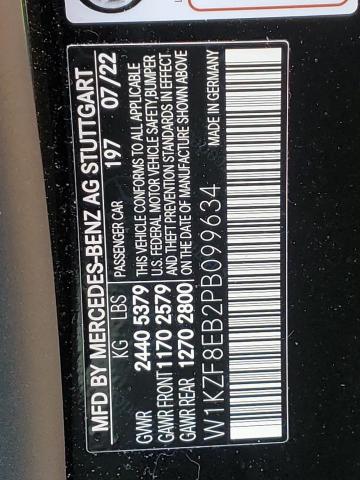 MFD BY MERCEDES-BENZ AG STUTTGART
KG LBS PASSENGER CAR 197 07/22
GVWR 2440 5379 THIS VEHICLE CONFORMS TO ALL APPLICABLE
U.S. FEDERAL MOTOR VEHICLE SAFETY, BUMPER
GAWR FRONT 1170 2579 AND THEFT PREVENTION STANDARDS IN EFFECT
GAWR REAR 1270 2800 ON THE DATE OF MANUFACTURE SHOWN ABOVE
W1KZF8EB2PB099634 MADE IN GERMANY